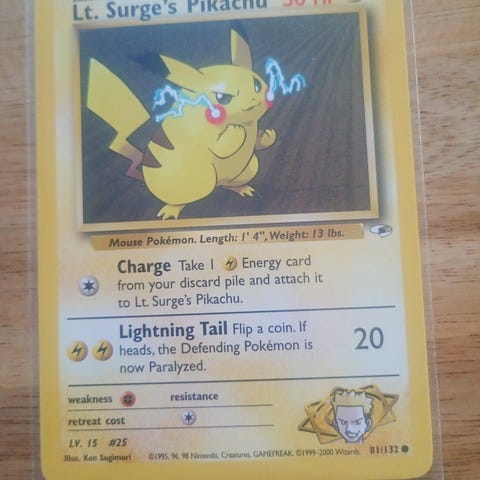 Lt. Surge's Pikachu
Mouse Pokémon. Length: 1' 4", Weight: 13 lbs.
Charge Take 1 Energy card
from your discard pile and attach it
to Lt. Surge's Pikachu.
Lightning Tail Flip a coin. If
heads, the Defending Pokémon is
now Paralyzed.
20
weakness resistance
retreat cost
LV. 15 #25
Illus. Ken Sugimori ©1995, 96, 98 Nintendo, Creatures, GAMEFREAK. ©1999-2000 Wizards. 81/132